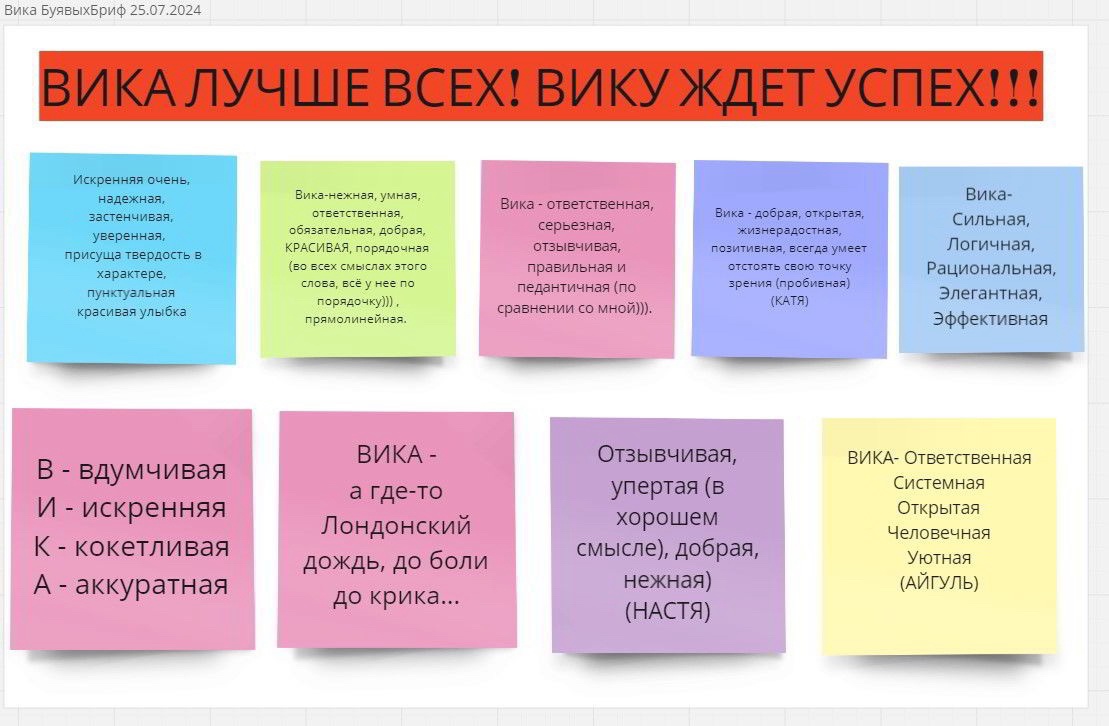 Вика БуявыхБриф 25.07.2024
ВИКА ЛУЧШЕ ВСЕХ! ВИКУ ЖДЕТ УСПЕХ!!!
Искренняя очень,
надежная,
застенчивая,
уверенная,
присуща твердость в
характере,
пунктуальная
красивая улыбка
Вика-нежная, умная,
ответственная,
обязательная, добрая,
КРАСИВАЯ, порядочная
(во всех смыслах этого
слова, всё у нее по
порядочку))) ,
прямолинейная.
Вика - ответственная,
серьезная,
отзывчивая,
правильная и
педантичная (по
сравнении со мной))).
Вика - добрая, открытая,
жизнерадостная,
позитивная, всегда умеет
отстоять свою точку
зрения (пробивная)
(КАТЯ)
Вика-
Сильная,
Логичная,
Рациональная,
Элегантная,
Эффективная
В - вдумчивая
И - искренняя
К - кокетливая
А - аккуратная
ВИКА -
а где-то
Лондонский
дождь, до боли
до крика...
Отзывчивая,
упертая (в
хорошем
смысле), добрая,
нежная)
(НАСТЯ)
ВИКА- Ответственная
Системная
Открытая
Человечная
Уютная
(АЙГУЛЬ)